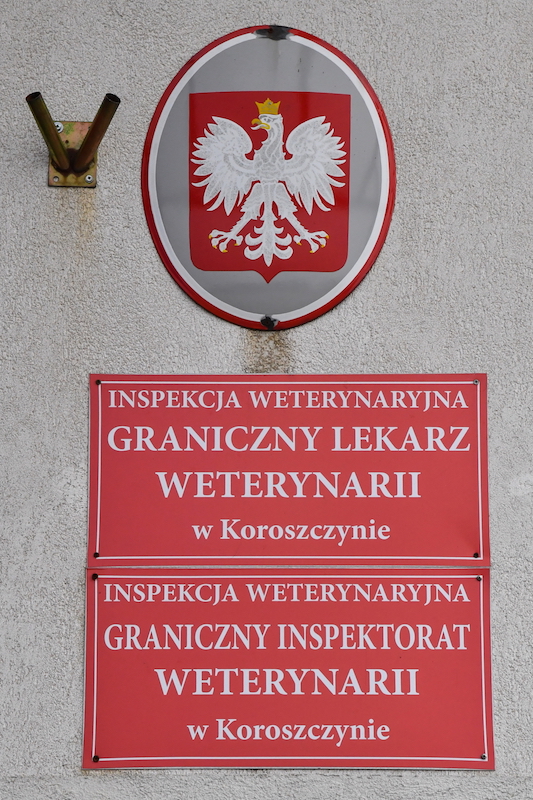 INSPEKCJA WETERYNARYJNA
GRANICZNY LEKARZ
WETERYNARII
w Koroszczynie
INSPEKCJA WETERYNARYJNA
GRANICZNY INSPEKTORAT
WETERYNARII
w Koroszczynie